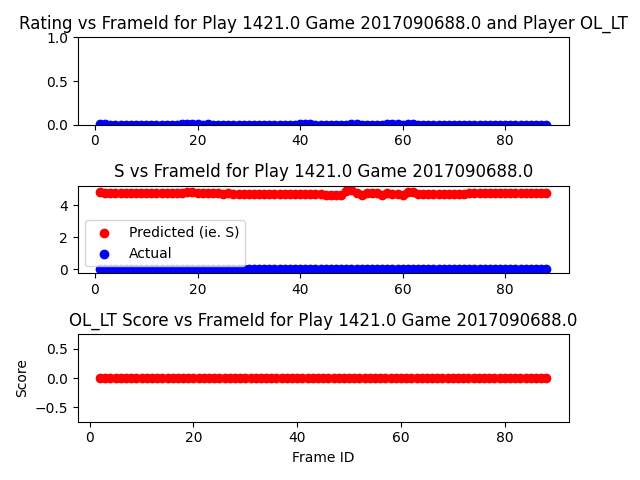 Rating vs FrameId for Play 1421.0 Game 2017090688.0 and Player OL_LT
1.0
0.5
0.0
0 20 40 60 80
S vs FrameId for Play 1421.0 Game 2017090688.0
4
2
0
Predicted (ie. S)
Actual
0 20 40 60 80
OL_LT Score vs FrameId for Play 1421.0 Game 2017090688.0
Score
0.5
0.0
−0.5
0 20 40 60 80
Frame ID